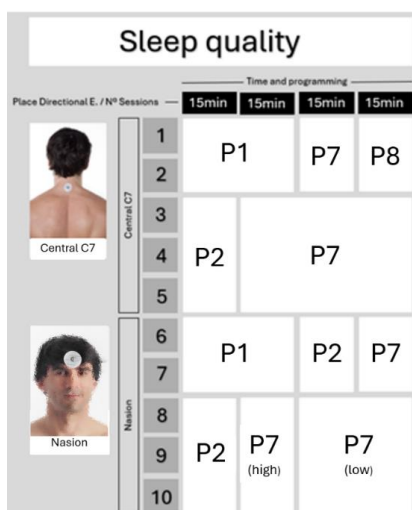 Sleep quality
Time and programming
Place Directional E. / Nº Sessions
15min 15min 15min 15min
Central C7
Central C7
1
2
P1 P7 P8
3
4
5
P2 P7
Nasion
Nasion
6
7
P1 P2 P7
8
9
10
P2 P7 (high) P7 (low)